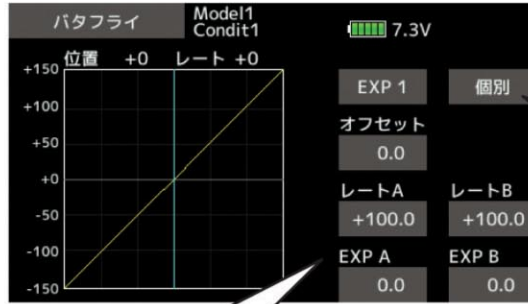 バタフライ
Model1
Condit1
7.3V
位置 +0 レート +0
+150
+100
+50
+0
-50
-100
-150
EXP 1 個別
オフセット
0.0
レートA レートB
+100.0 +100.0
EXP A EXP B
0.0 0.0